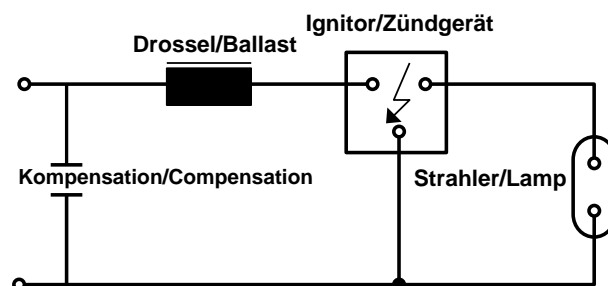 Ignitor/Zündgerät
Drossel/Ballast
Kompensation/Compensation
Strahler/Lamp